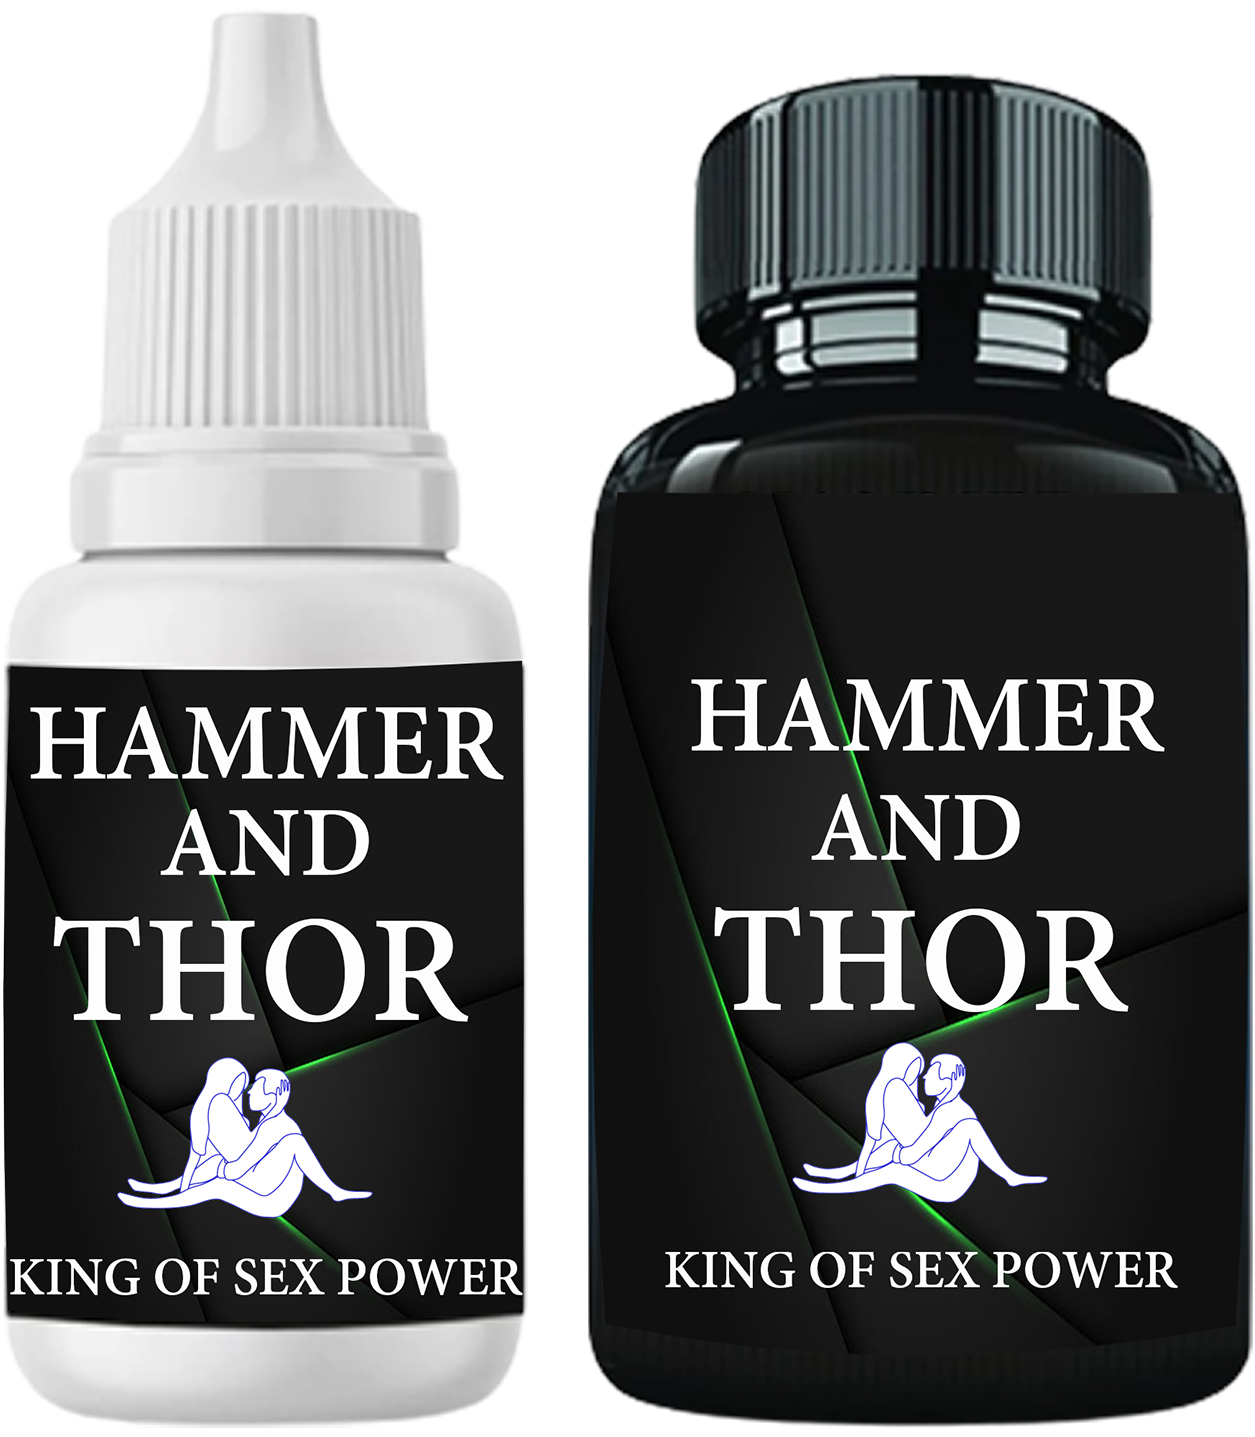 HAMMER
AND
THOR
KING OF SEX POWER
HAMMER
AND
THOR
KING OF SEX POWER